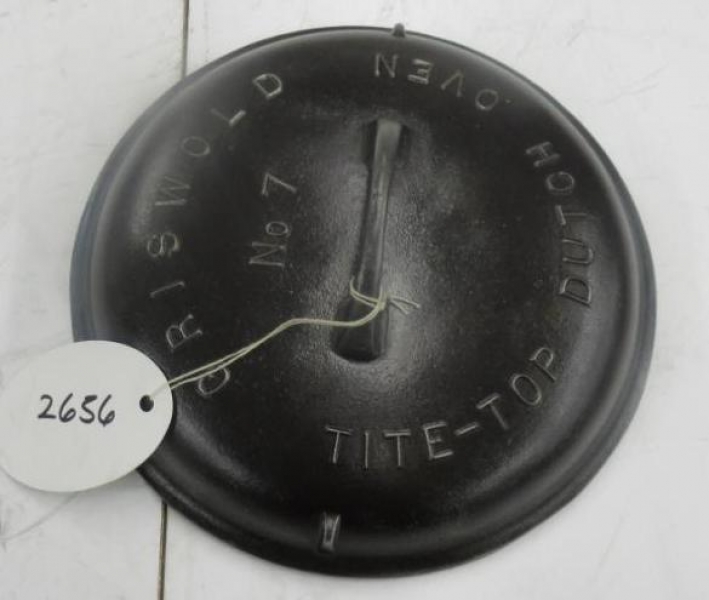 GRISWOLD
No 7
TITE-TOP DUTCH OVEN
2656